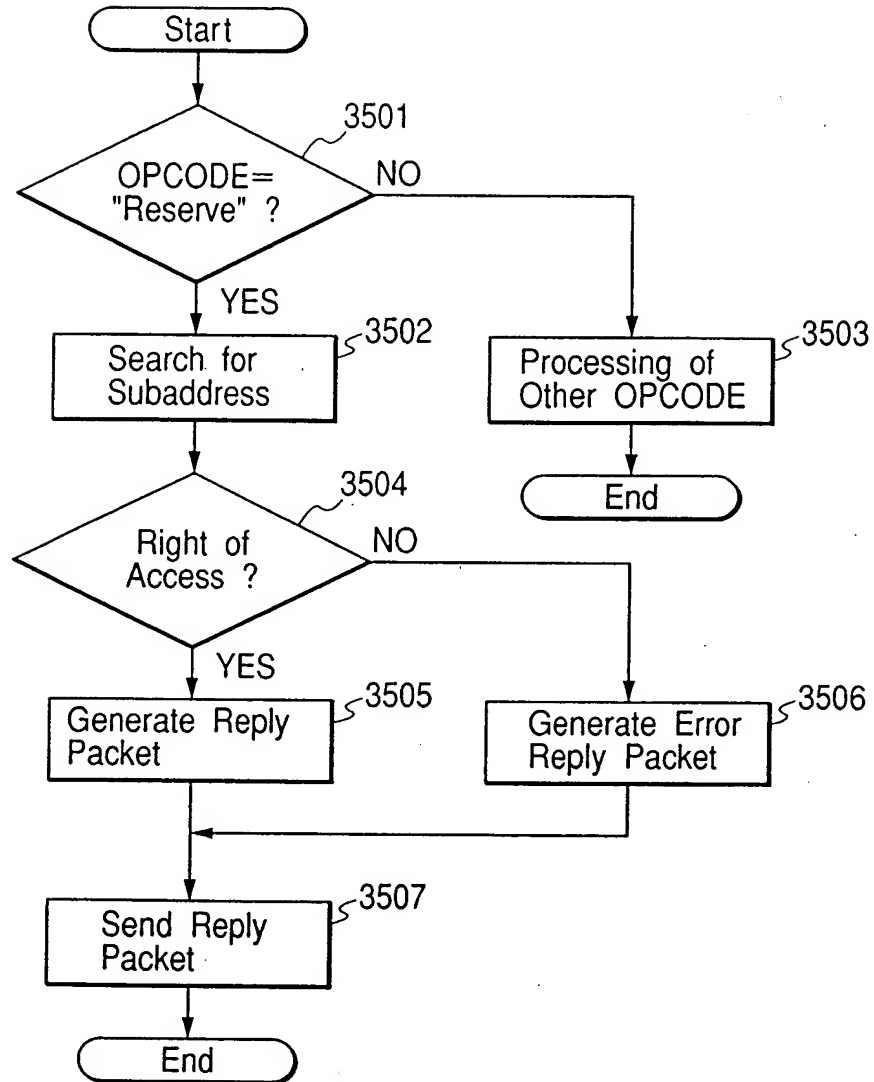 Start
3501
OPCODE=
"Reserve" ?
NO
YES
3502
Search for
Subaddress
3503
Processing of
Other OPCODE
End
3504
Right of
Access ?
NO
YES
3505
Generate Reply
Packet
3506
Generate Error
Reply Packet
3507
Send Reply
Packet
End